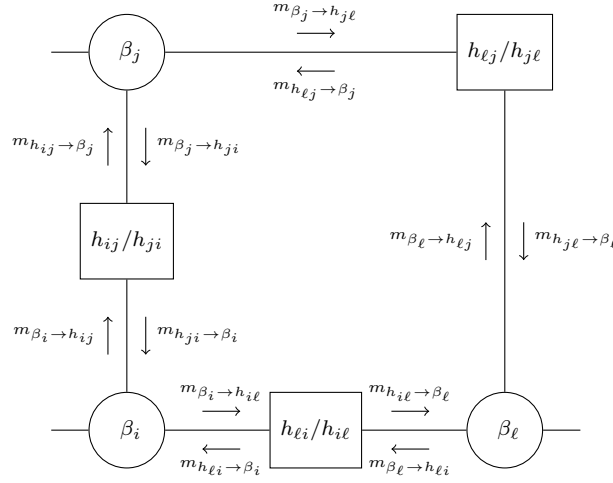 m_{β_j→h_{jℓ}}
β_j
h_{ℓj}/h_{jℓ}
m_{h_{ℓj}→β_j}
m_{h_{ij}→β_j} m_{β_j→h_{ji}}
h_{ij}/h_{ji}
m_{β_ℓ→h_{ℓj}} m_{h_{jℓ}→β_ℓ}
m_{β_i→h_{ij}} m_{h_{ji}→β_i}
m_{β_i→h_{iℓ}} m_{h_{iℓ}→β_ℓ}
β_i
h_{ℓi}/h_{iℓ}
β_ℓ
m_{h_{ℓi}→β_i} m_{β_ℓ→h_{ℓi}}